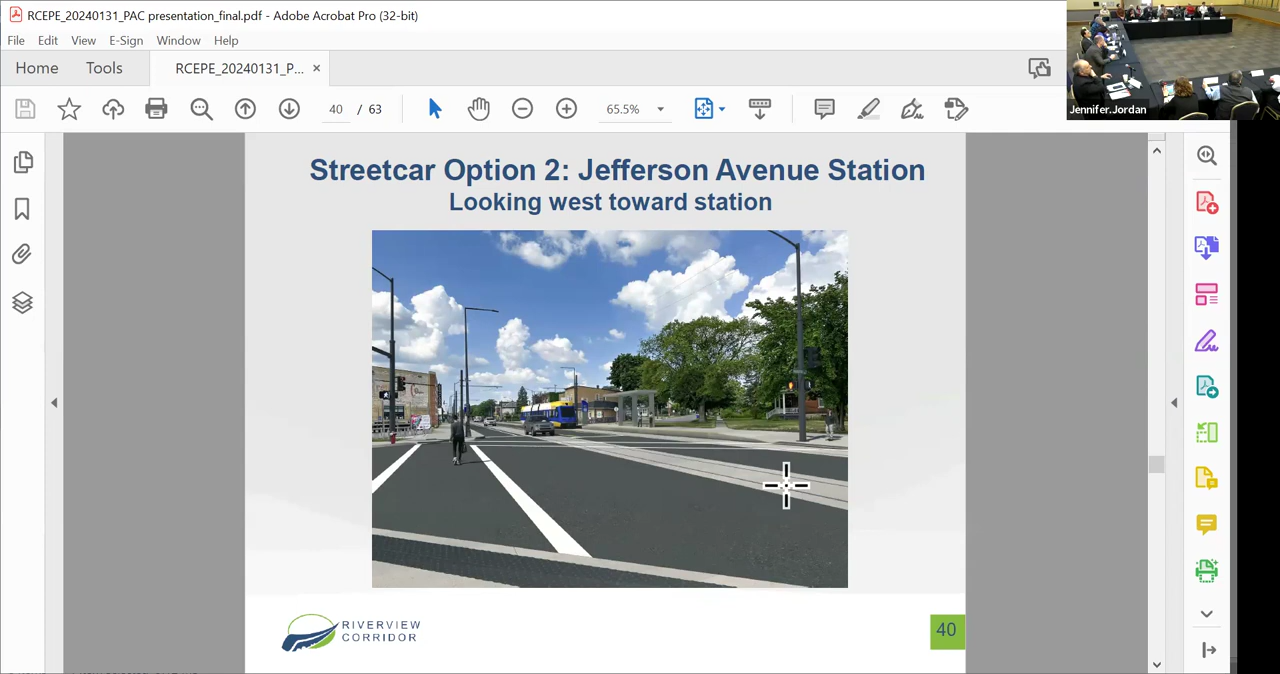 RCEPE_20240131_PAC presentation_final.pdf - Adobe Acrobat Pro (32-bit)
File Edit View E-Sign Window Help
Home Tools RCEPE_20240131_P... ×
40 / 63 65.5%
Jennifer.Jordan
Streetcar Option 2: Jefferson Avenue Station
Looking west toward station
RIVERVIEW
CORRIDOR
40